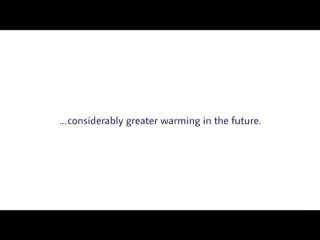 ...considerably greater warming in the future.